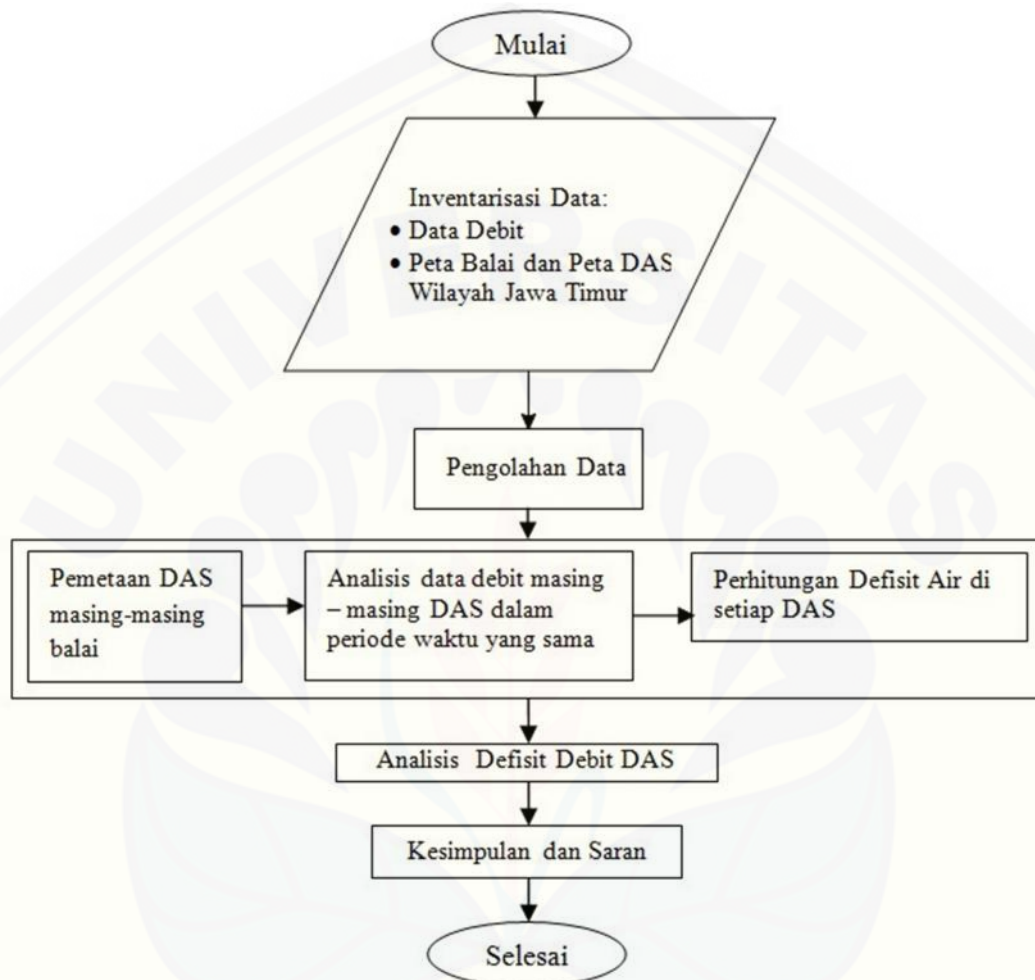 Mulai
Inventarisasi Data:
• Data Debit
• Peta Balai dan Peta DAS
Wilayah Jawa Timur
UNIVERSITAS
Pengolahan Data
Pemetaan DAS
masing-masing
balai
Analisis data debit masing
– masing DAS dalam
periode waktu yang sama
Perhitungan Defisit Air di
setiap DAS
Analisis Defisit Debit DAS
Kesimpulan dan Saran
Selesai